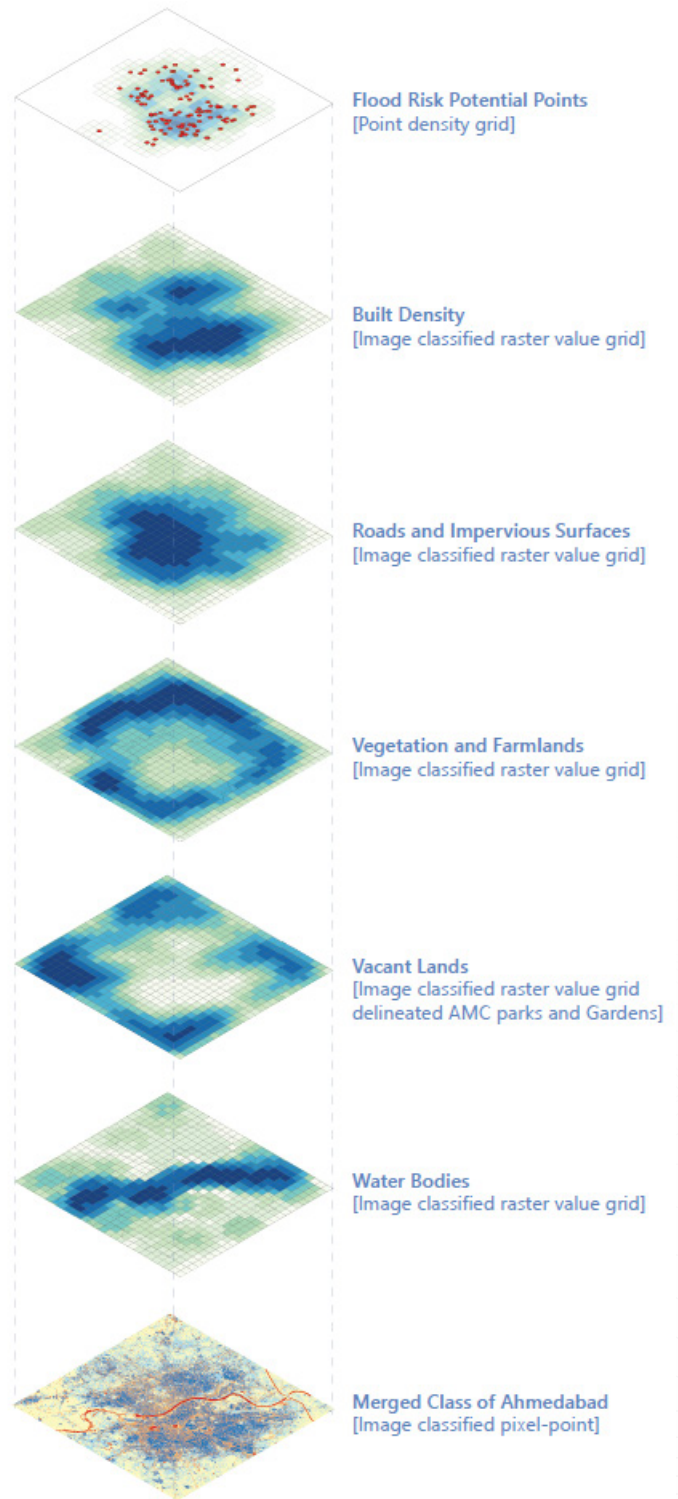 Flood Risk Potential Points
[Point density grid]
Built Density
[Image classified raster value grid]
Roads and Impervious Surfaces
[Image classified raster value grid]
Vegetation and Farmlands
[Image classified raster value grid]
Vacant Lands
[Image classified raster value grid
delineated AMC parks and Gardens]
Water Bodies
[Image classified raster value grid]
Merged Class of Ahmedabad
[Image classified pixel-point]